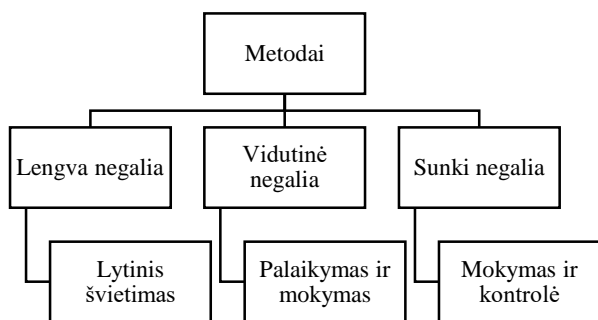 Metodai
Lengva negalia
Vidutinė
negalia
Sunki negalia
Lytinis
švietimas
Palaikymas ir
mokymas
Mokymas ir
kontrolė